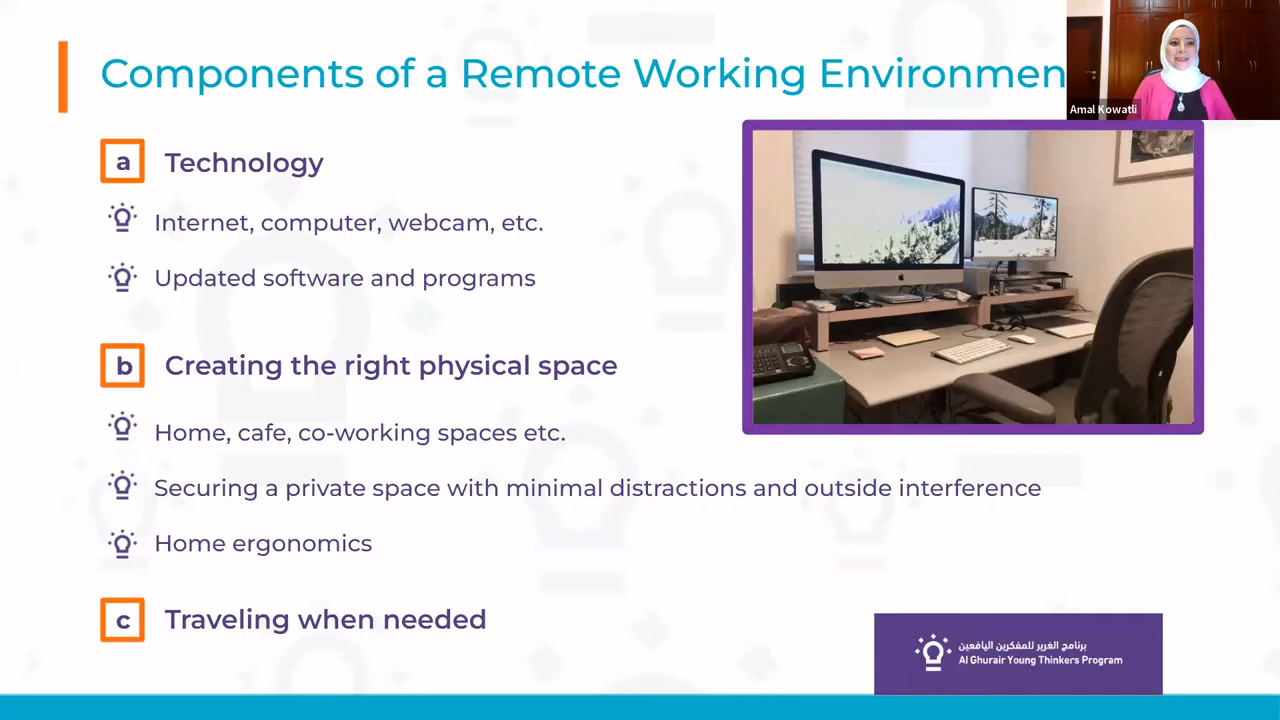 Components of a Remote Working Environmen
Amal Kowatli
a Technology
Internet, computer, webcam, etc.
Updated software and programs
b Creating the right physical space
Home, cafe, co-working spaces etc.
Securing a private space with minimal distractions and outside interference
Home ergonomics
c Traveling when needed
برنامج الغرير للمفكرين اليافعين
Al Ghurair Young Thinkers Program